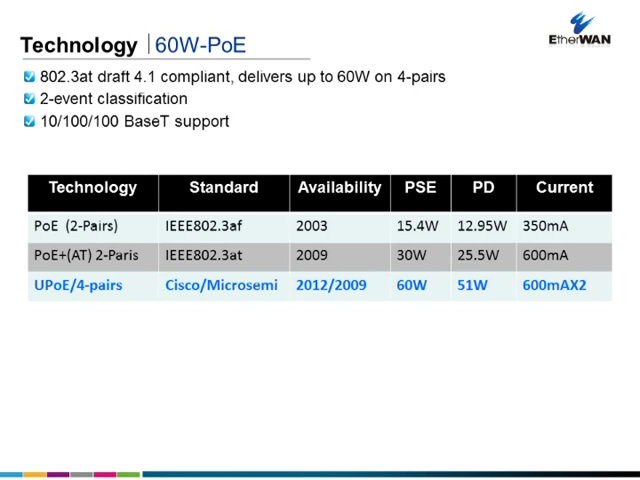 Technology | 60W-PoE
EtherWAN
802.3at draft 4.1 compliant, delivers up to 60W on 4-pairs
2-event classification
10/100/100 BaseT support
Technology Standard Availability PSE PD Current
PoE (2-Pairs) IEEE802.3af 2003 15.4W 12.95W 350mA
PoE+(AT) 2-Paris IEEE802.3at 2009 30W 25.5W 600mA
UPoE/4-pairs Cisco/Microsemi 2012/2009 60W 51W 600mAX2